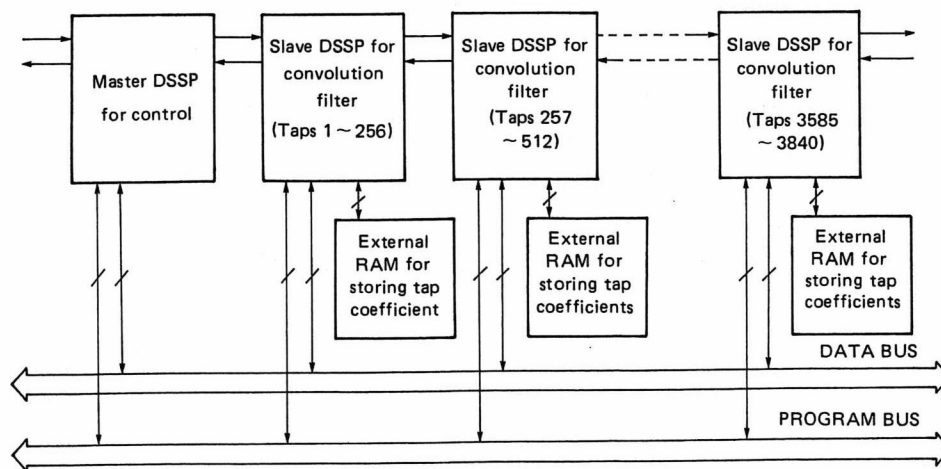 Master DSSP
for control
Slave DSSP for
convolution
filter
(Taps 1 ~ 256)
Slave DSSP for
convolution
filter
(Taps 257
~ 512)
Slave DSSP for
convolution
filter
(Taps 3585
~ 3840)
External
RAM for
storing tap
coefficient
External
RAM for
storing tap
coefficients
External
RAM for
storing tap
coefficients
DATA BUS
PROGRAM BUS